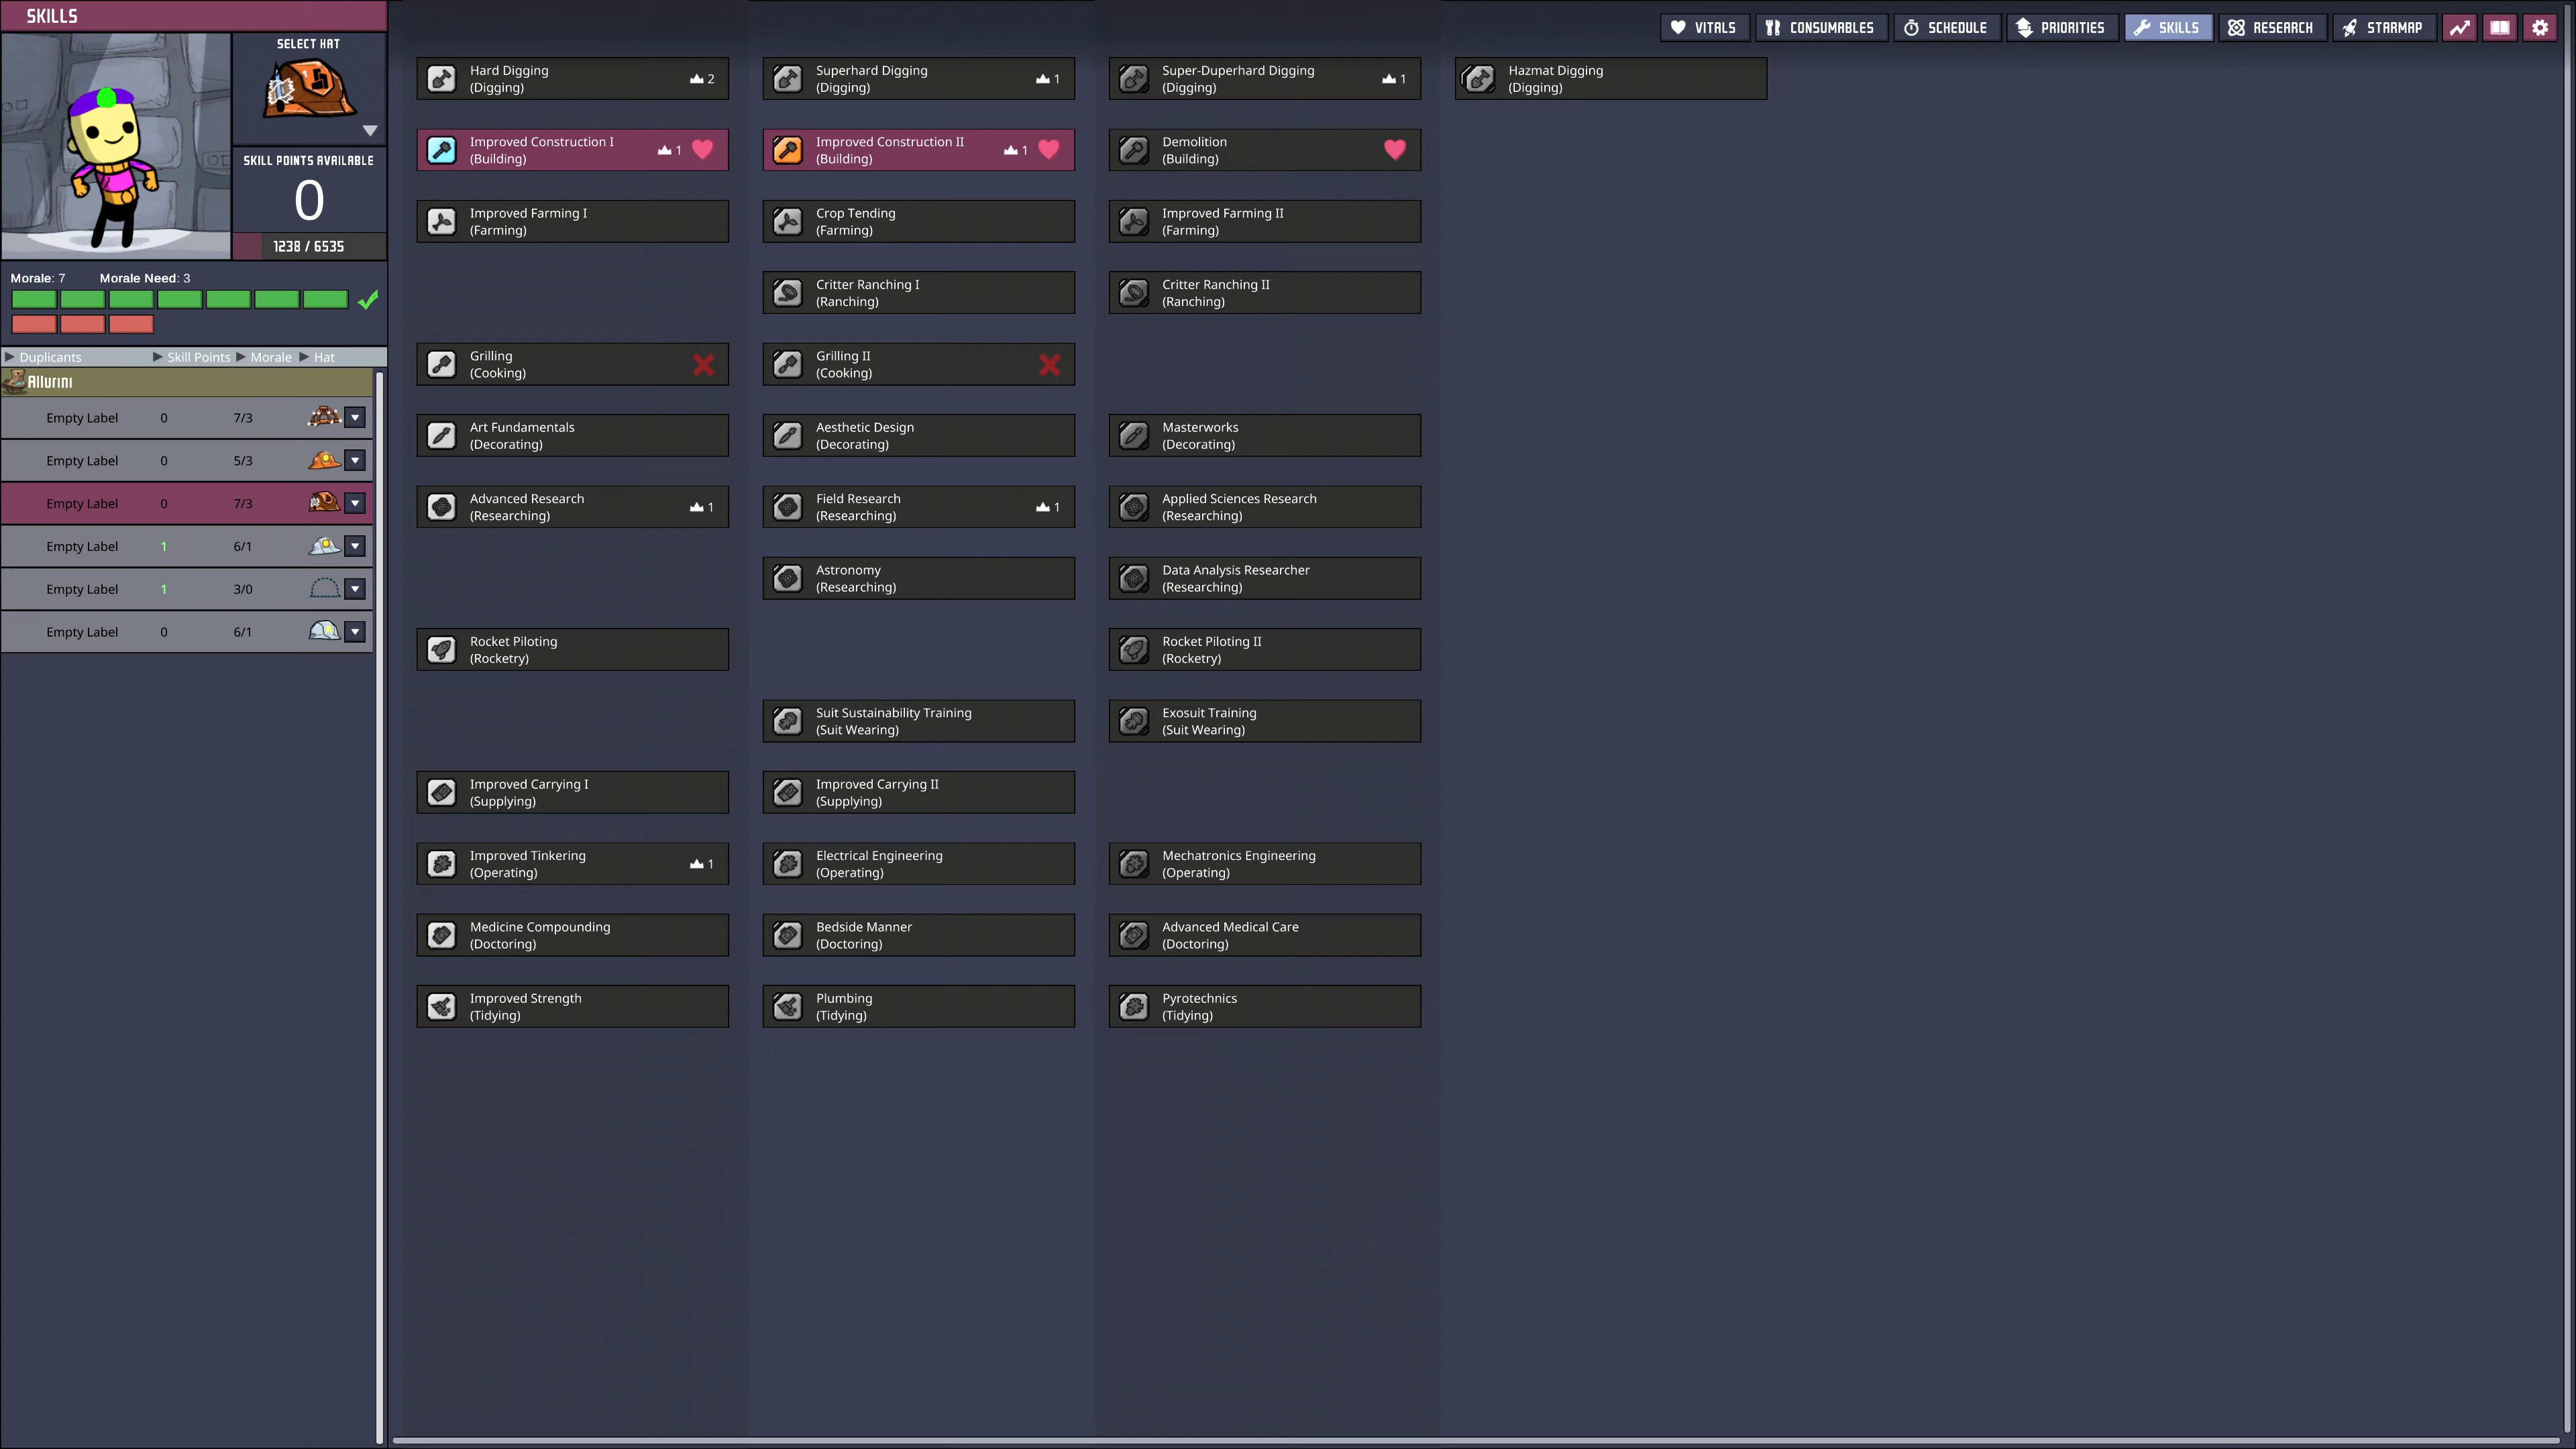 SKILLS
VITALS
CONSUMABLES
SCHEDULE
PRIORITIES
SKILLS
RESEARCH
STARMAP
SELECT HAT
SKILL POINTS AVAILABLE
0
1238 / 6535
Morale: 7 Morale Need: 3
Duplicants Skill Points Morale Hat
Allurini
Empty Label 0 7/3
Empty Label 0 5/3
Empty Label 0 7/3
Empty Label 1 6/1
Empty Label 1 3/0
Empty Label 0 6/1
Hard Digging
(Digging)
2
Superhard Digging
(Digging)
1
Super-Duperhard Digging
(Digging)
1
Hazmat Digging
(Digging)
Improved Construction I
(Building)
1
Improved Construction II
(Building)
1
Demolition
(Building)
Improved Farming I
(Farming)
Crop Tending
(Farming)
Improved Farming II
(Farming)
Critter Ranching I
(Ranching)
Critter Ranching II
(Ranching)
Grilling
(Cooking)
Grilling II
(Cooking)
Art Fundamentals
(Decorating)
Aesthetic Design
(Decorating)
Masterworks
(Decorating)
Advanced Research
(Researching)
1
Field Research
(Researching)
1
Applied Sciences Research
(Researching)
Astronomy
(Researching)
Data Analysis Researcher
(Researching)
Rocket Piloting
(Rocketry)
Rocket Piloting II
(Rocketry)
Suit Sustainability Training
(Suit Wearing)
Exosuit Training
(Suit Wearing)
Improved Carrying I
(Supplying)
Improved Carrying II
(Supplying)
Improved Tinkering
(Operating)
1
Electrical Engineering
(Operating)
Mechatronics Engineering
(Operating)
Medicine Compounding
(Doctoring)
Bedside Manner
(Doctoring)
Advanced Medical Care
(Doctoring)
Improved Strength
(Tidying)
Plumbing
(Tidying)
Pyrotechnics
(Tidying)